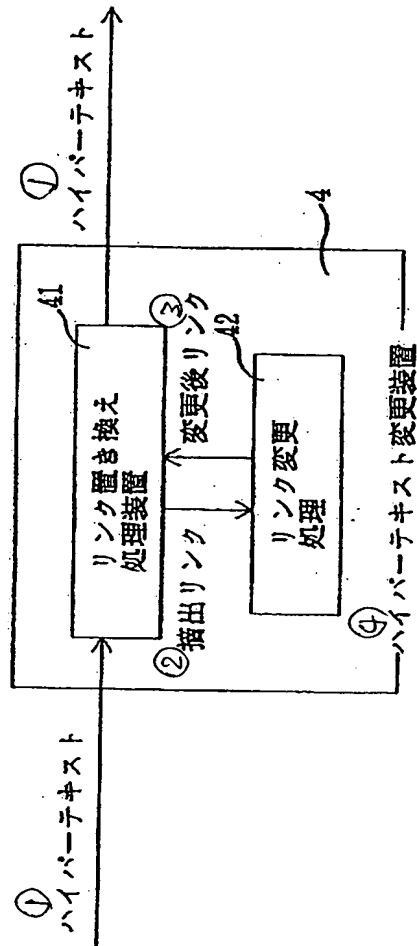 ① ハイパーテキスト
① ハイパーテキスト
41
リンク置き換え
処理装置
② 摘出リンク
③ 変更後リンク
42
リンク変更
処理
4
④ ハイパーテキスト変更装置